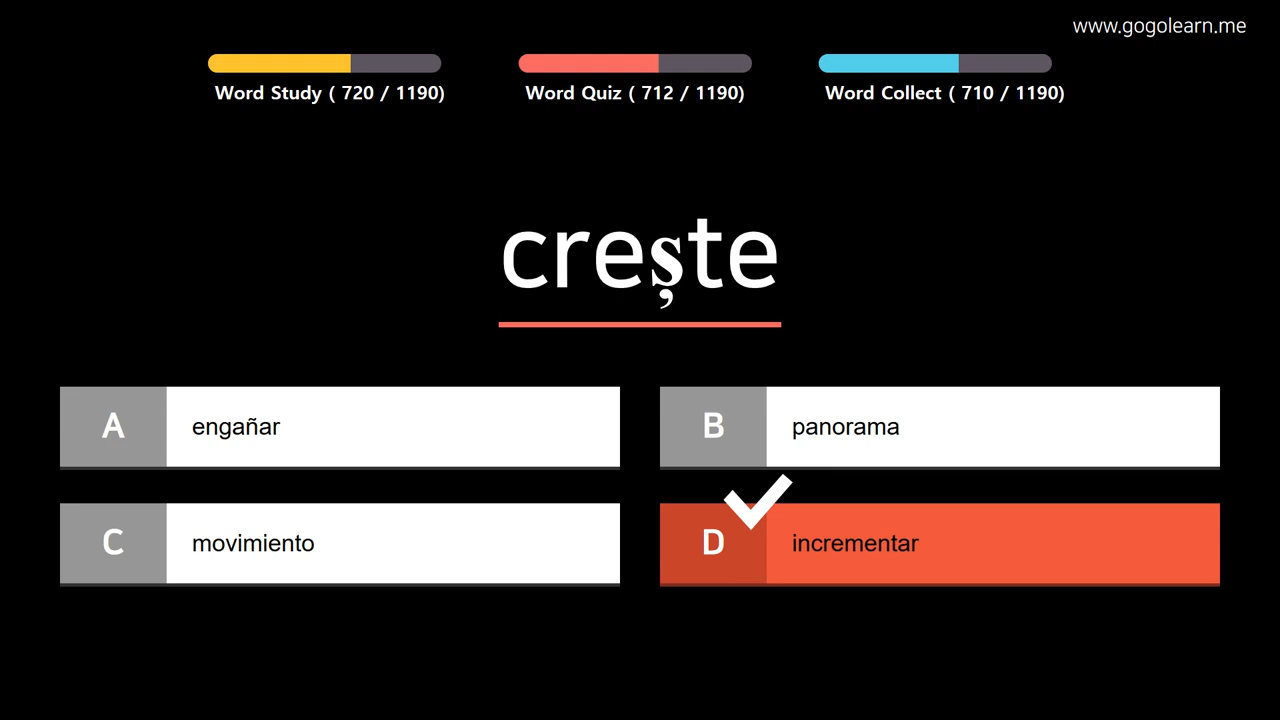 www.gogolearn.me
Word Study ( 720 / 1190)
Word Quiz ( 712 / 1190)
Word Collect ( 710 / 1190)
crește
A engañar
B panorama
C movimiento
D incrementar